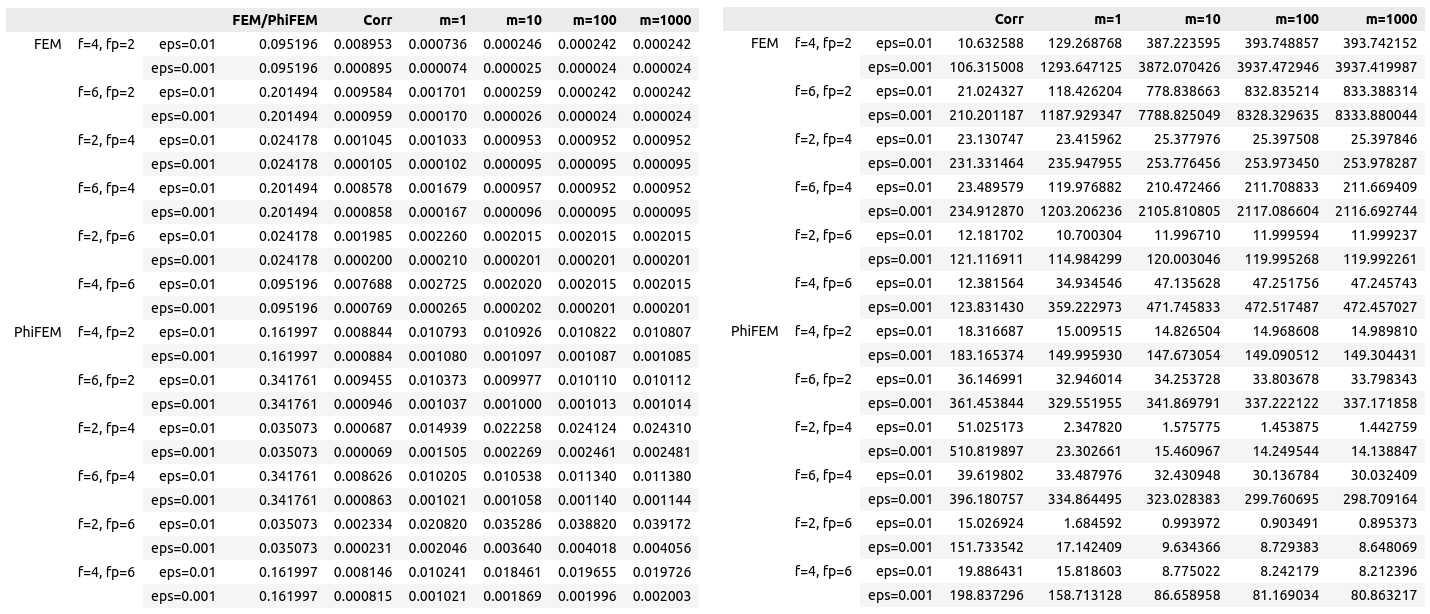 FEM/PhiFEM Corr m=1 m=10 m=100 m=1000
FEM f=4, fp=2 eps=0.01 0.095196 0.008953 0.000736 0.000246 0.000242 0.000242
eps=0.001 0.095196 0.000895 0.000074 0.000025 0.000024 0.000024
f=6, fp=2 eps=0.01 0.201494 0.009584 0.001701 0.000259 0.000242 0.000242
eps=0.001 0.201494 0.000959 0.000170 0.000026 0.000024 0.000024
f=2, fp=4 eps=0.01 0.024178 0.001045 0.001033 0.000953 0.000952 0.000952
eps=0.001 0.024178 0.000105 0.000102 0.000095 0.000095 0.000095
f=6, fp=4 eps=0.01 0.201494 0.008578 0.001679 0.000957 0.000952 0.000952
eps=0.001 0.201494 0.000858 0.000167 0.000096 0.000095 0.000095
f=2, fp=6 eps=0.01 0.024178 0.001985 0.002260 0.002015 0.002015 0.002015
eps=0.001 0.024178 0.000200 0.000210 0.000201 0.000201 0.000201
f=4, fp=6 eps=0.01 0.095196 0.007688 0.002725 0.002020 0.002015 0.002015
eps=0.001 0.095196 0.000769 0.000265 0.000202 0.000201 0.000201
PhiFEM f=4, fp=2 eps=0.01 0.161997 0.008844 0.010793 0.010926 0.010822 0.010807
eps=0.001 0.161997 0.000884 0.001080 0.001097 0.001087 0.001085
f=6, fp=2 eps=0.01 0.341761 0.009455 0.010373 0.009977 0.010110 0.010112
eps=0.001 0.341761 0.000946 0.001037 0.001000 0.001013 0.001014
f=2, fp=4 eps=0.01 0.035073 0.000687 0.014939 0.022258 0.024124 0.024310
eps=0.001 0.035073 0.000069 0.001505 0.002269 0.002461 0.002481
f=6, fp=4 eps=0.01 0.341761 0.008626 0.010205 0.010538 0.011340 0.011380
eps=0.001 0.341761 0.000863 0.001021 0.001058 0.001140 0.001144
f=2, fp=6 eps=0.01 0.035073 0.002334 0.020820 0.035286 0.038820 0.039172
eps=0.001 0.035073 0.000231 0.002046 0.003640 0.004018 0.004056
f=4, fp=6 eps=0.01 0.161997 0.008146 0.010241 0.018461 0.019655 0.019726
eps=0.001 0.161997 0.000815 0.001021 0.001869 0.001996 0.002003
Corr m=1 m=10 m=100 m=1000
FEM f=4, fp=2 eps=0.01 10.632588 129.268768 387.223595 393.748857 393.742152
eps=0.001 106.315008 1293.647125 3872.070426 3937.472946 3937.419987
f=6, fp=2 eps=0.01 21.024327 118.426204 778.838663 832.835214 833.388314
eps=0.001 210.201187 1187.929347 7788.825049 8328.329635 8333.880044
f=2, fp=4 eps=0.01 23.130747 23.415962 25.377976 25.397508 25.397846
eps=0.001 231.331464 235.947955 253.776456 253.973450 253.978287
f=6, fp=4 eps=0.01 23.489579 119.976882 210.472466 211.708833 211.669409
eps=0.001 234.912870 1203.206236 2105.810805 2117.086604 2116.692744
f=2, fp=6 eps=0.01 12.181702 10.700304 11.996710 11.999594 11.999237
eps=0.001 121.116911 114.984299 120.003046 119.995268 119.992261
f=4, fp=6 eps=0.01 12.381564 34.934546 47.135628 47.251756 47.245743
eps=0.001 123.831430 359.222973 471.745833 472.517487 472.457027
PhiFEM f=4, fp=2 eps=0.01 18.316687 15.009515 14.826504 14.968608 14.989810
eps=0.001 183.165374 149.995930 147.673054 149.090512 149.304431
f=6, fp=2 eps=0.01 36.146991 32.946014 34.253728 33.803678 33.798343
eps=0.001 361.453844 329.551955 341.869791 337.222122 337.171858
f=2, fp=4 eps=0.01 51.025173 2.347820 1.575775 1.453875 1.442759
eps=0.001 510.819897 23.302661 15.460967 14.249544 14.138847
f=6, fp=4 eps=0.01 39.619802 33.487976 32.430948 30.136784 30.032409
eps=0.001 396.180757 334.864495 323.028383 299.760695 298.709164
f=2, fp=6 eps=0.01 15.026924 1.684592 0.993972 0.903491 0.895373
eps=0.001 151.733542 17.142409 9.634366 8.729383 8.648069
f=4, fp=6 eps=0.01 19.886431 15.818603 8.775022 8.242179 8.212396
eps=0.001 198.837296 158.713128 86.658958 81.169034 80.863217